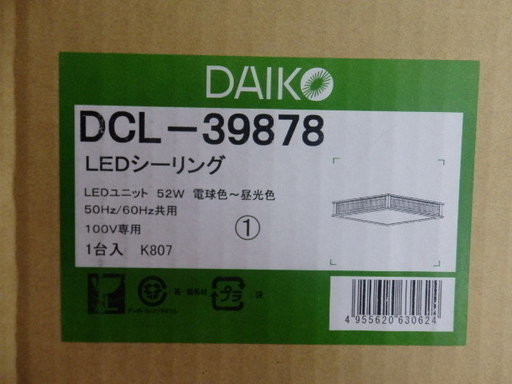 DAIKO
DCL-39878
LEDシーリング
LEDユニット 52W 電球色～昼光色
50Hz/60Hz共用
100V専用
1台入 K807
①
プラ
4 955620 630624